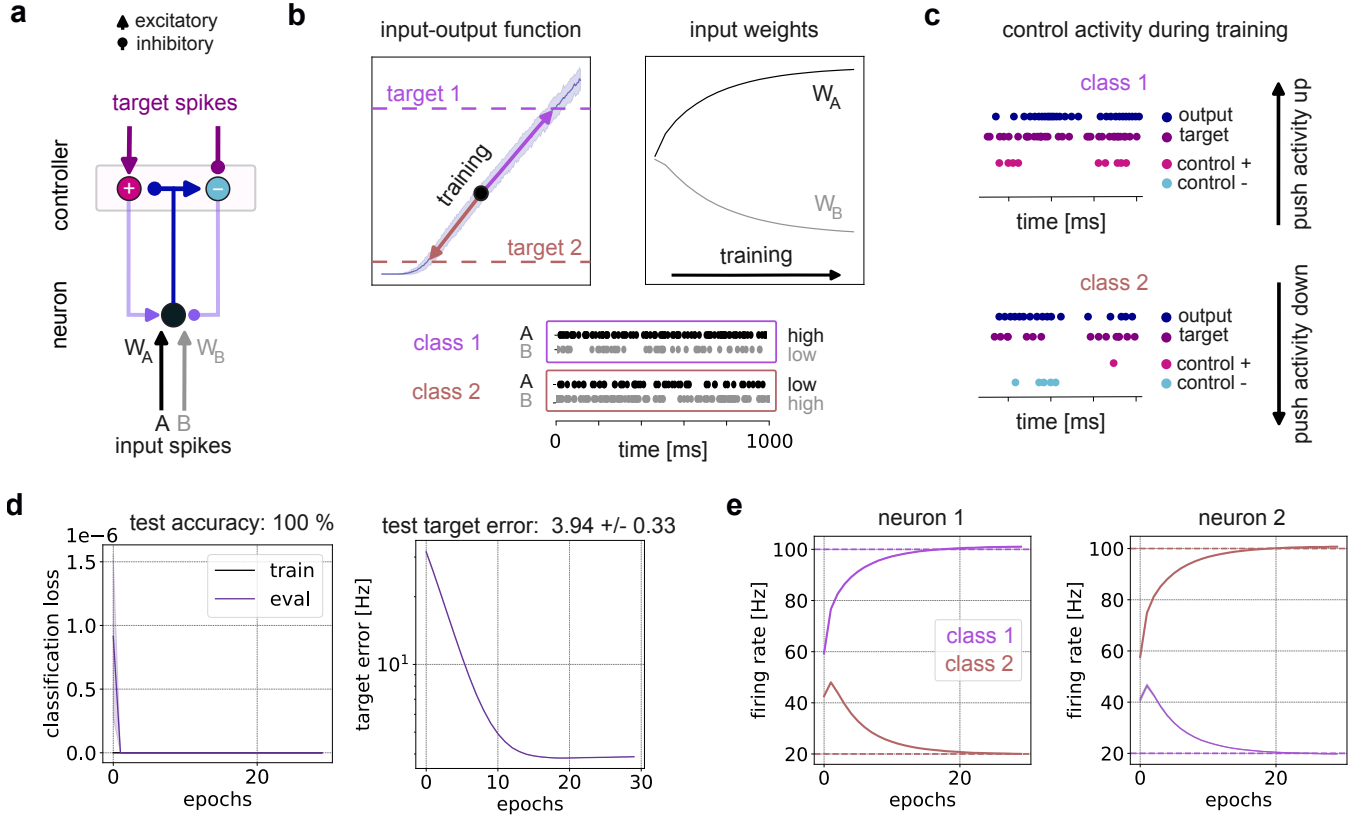 a
excitatory
inhibitory
target spikes
controller
+
−
neuron
W_A
W_B
A
B
input spikes
b
input-output function
target 1
training
target 2
input weights
W_A
W_B
training
class 1
A
B
high
low
class 2
A
B
low
high
0
1000
time [ms]
c
control activity during training
class 1
output
target
control +
control -
time [ms]
push activity up
class 2
output
target
control +
control -
time [ms]
push activity down
d
test accuracy: 100 %
1e−6
1.5
1.0
0.5
0.0
classification loss
train
eval
0
20
epochs
test target error: 3.94 +/- 0.33
target error [Hz]
10¹
0
10
20
30
epochs
e
neuron 1
firing rate [Hz]
100
80
60
40
20
class 1
class 2
0
20
epochs
neuron 2
firing rate [Hz]
100
80
60
40
20
0
20
epochs